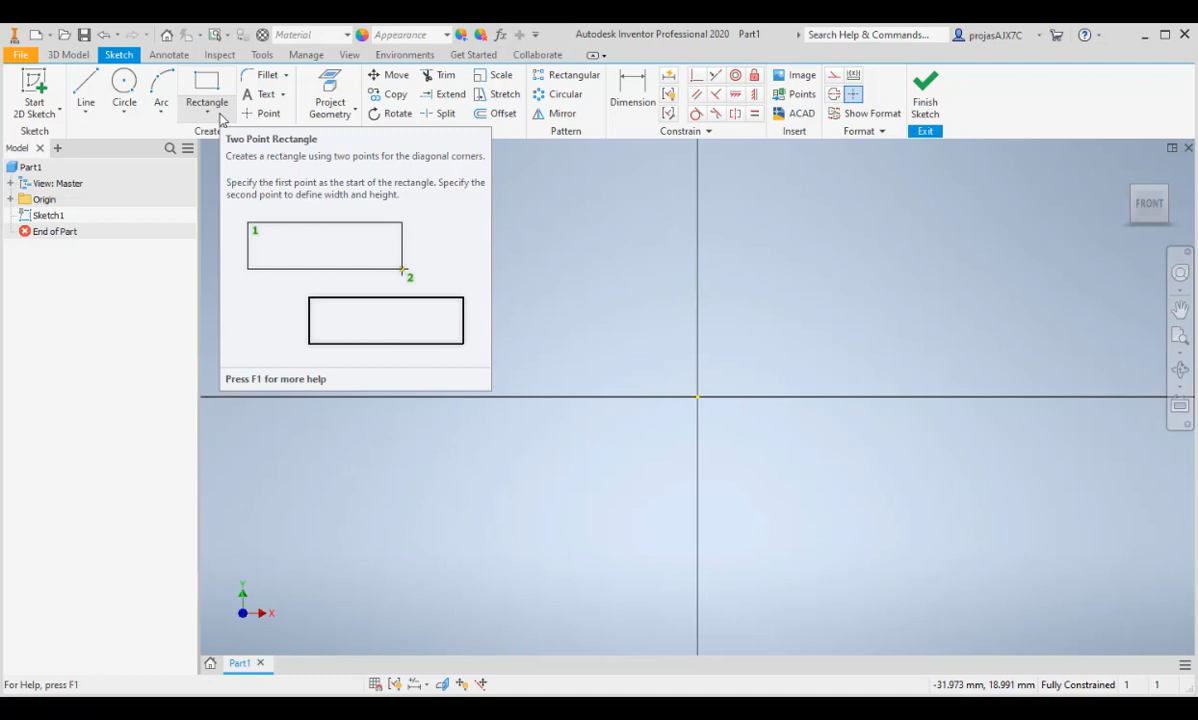 Material
Appearance
Autodesk Inventor Professional 2020 Part1
Search Help & Commands...
projasAJX7C
File
3D Model
Sketch
Annotate
Inspect
Tools
Manage
View
Environments
Get Started
Collaborate
Start
2D Sketch
Line
Circle
Arc
Rectangle
Fillet
Text
Point
Project
Geometry
Move
Copy
Rotate
Trim
Extend
Split
Scale
Stretch
Offset
Rectangular
Circular
Mirror
Dimension
Image
Points
ACAD
Show Format
Finish
Sketch
Sketch
Create
Pattern
Constrain
Insert
Format
Exit
Model
Part1
View: Master
Origin
Sketch1
End of Part
Two Point Rectangle
Creates a rectangle using two points for the diagonal corners.
Specify the first point as the start of the rectangle. Specify the
second point to define width and height.
1
2
Press F1 for more help
FRONT
Y
X
Part1
For Help, press F1
-31.973 mm, 18.991 mm
Fully Constrained
1
1